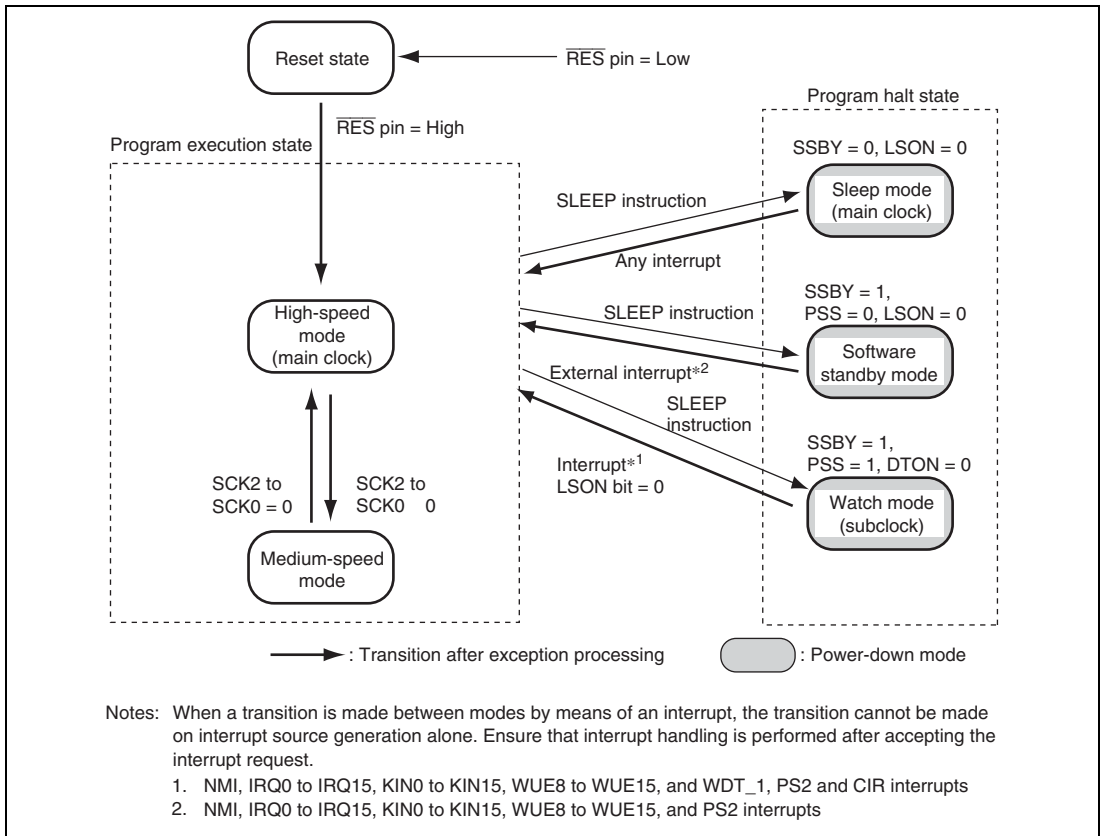 Reset state
RES pin = Low
RES pin = High
Program execution state
Program halt state
SSBY = 0, LSON = 0
Sleep mode
(main clock)
SLEEP instruction
Any interrupt
High-speed
mode
(main clock)
SSBY = 1,
PSS = 0, LSON = 0
SLEEP instruction
Software
standby mode
External interrupt*2
SLEEP
instruction
SSBY = 1,
PSS = 1, DTON = 0
Interrupt*1
LSON bit = 0
Watch mode
(subclock)
SCK2 to
SCK0 = 0
SCK2 to
SCK0 0
Medium-speed
mode
: Transition after exception processing
: Power-down mode
Notes: When a transition is made between modes by means of an interrupt, the transition cannot be made
on interrupt source generation alone. Ensure that interrupt handling is performed after accepting the
interrupt request.
1. NMI, IRQ0 to IRQ15, KIN0 to KIN15, WUE8 to WUE15, and WDT_1, PS2 and CIR interrupts
2. NMI, IRQ0 to IRQ15, KIN0 to KIN15, WUE8 to WUE15, and PS2 interrupts